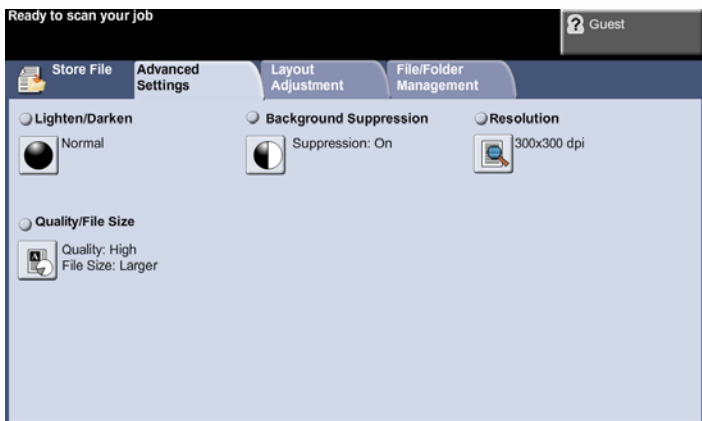 Ready to scan your job
Guest
Store File
Advanced
Settings
Layout
Adjustment
File/Folder
Management
Lighten/Darken
Normal
Background Suppression
Suppression: On
Resolution
300x300 dpi
Quality/File Size
Quality: High
File Size: Larger